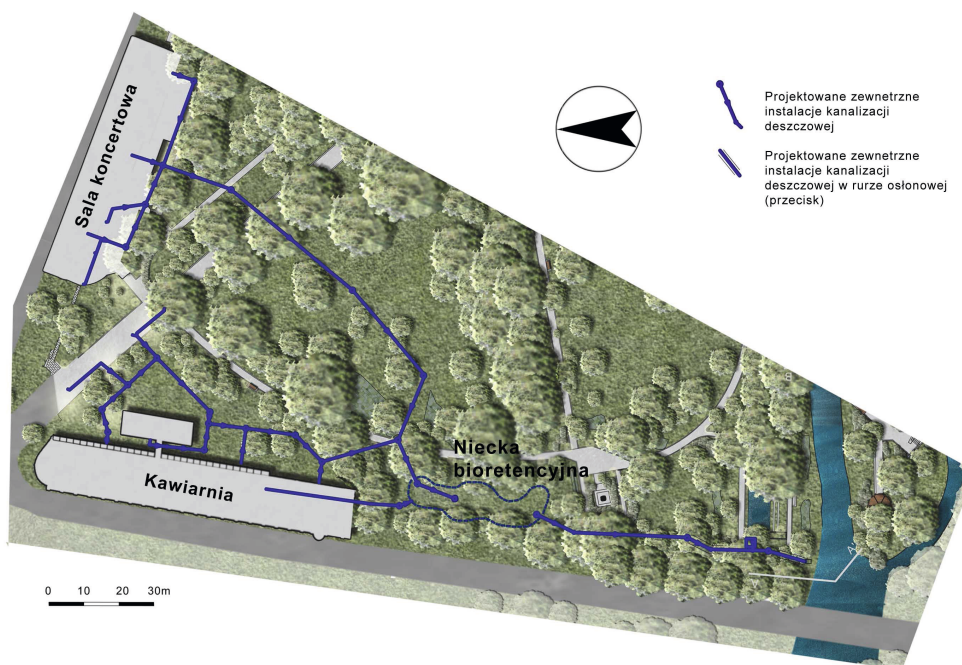 Sala koncertowa
Projektowane zewnetrzne
instalacje kanalizacji
deszczowej
Projektowane zewnetrzne
instalacje kanalizacji
deszczowej w rurze osłonowej
(przecisk)
Niecka
bioretencyjna
Kawiarnia
0 10 20 30m